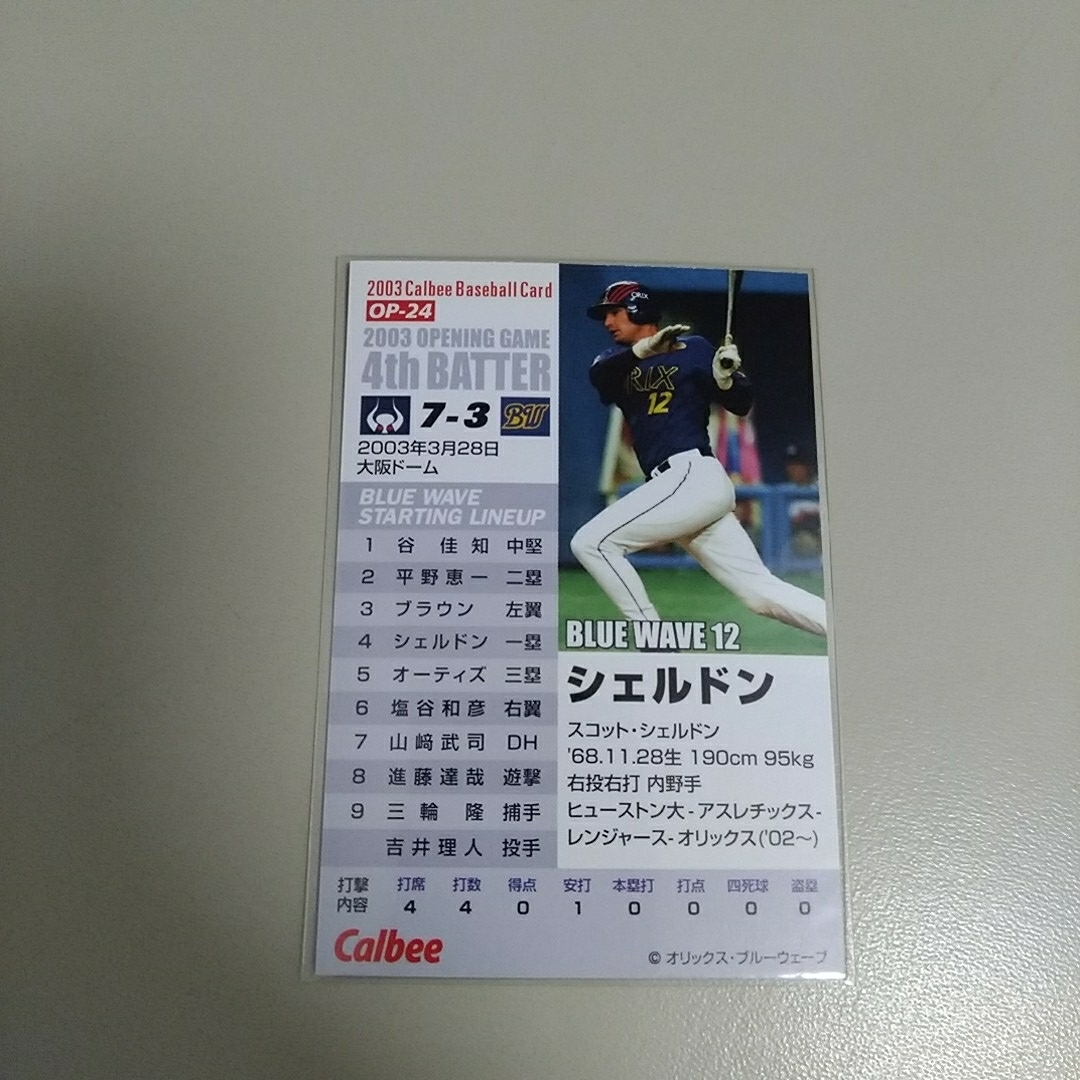 2003 Calbee Baseball Card
OP-24
2003 OPENING GAME
4th BATTER
7-3 BW
2003年3月28日
大阪ドーム
BLUE WAVE
STARTING LINEUP
1 谷 佳知 中堅
2 平野恵一 二塁
3 ブラウン 左翼
4 シェルドン 一塁
5 オーティズ 三塁
6 塩谷和彦 右翼
7 山﨑武司 DH
8 進藤達哉 遊撃
9 三輪 隆 捕手
吉井理人 投手
ORIX
RIX
12
BLUE WAVE 12
シェルドン
スコット・シェルドン
'68.11.28生 190cm 95kg
右投右打 内野手
ヒューストン大-アスレチックス-
レンジャース-オリックス('02〜)
打撃内容 打席 打数 得点 安打 本塁打 打点 四死球 盗塁
4 4 0 1 0 0 0 0
Calbee
© オリックス・ブルーウェーブ